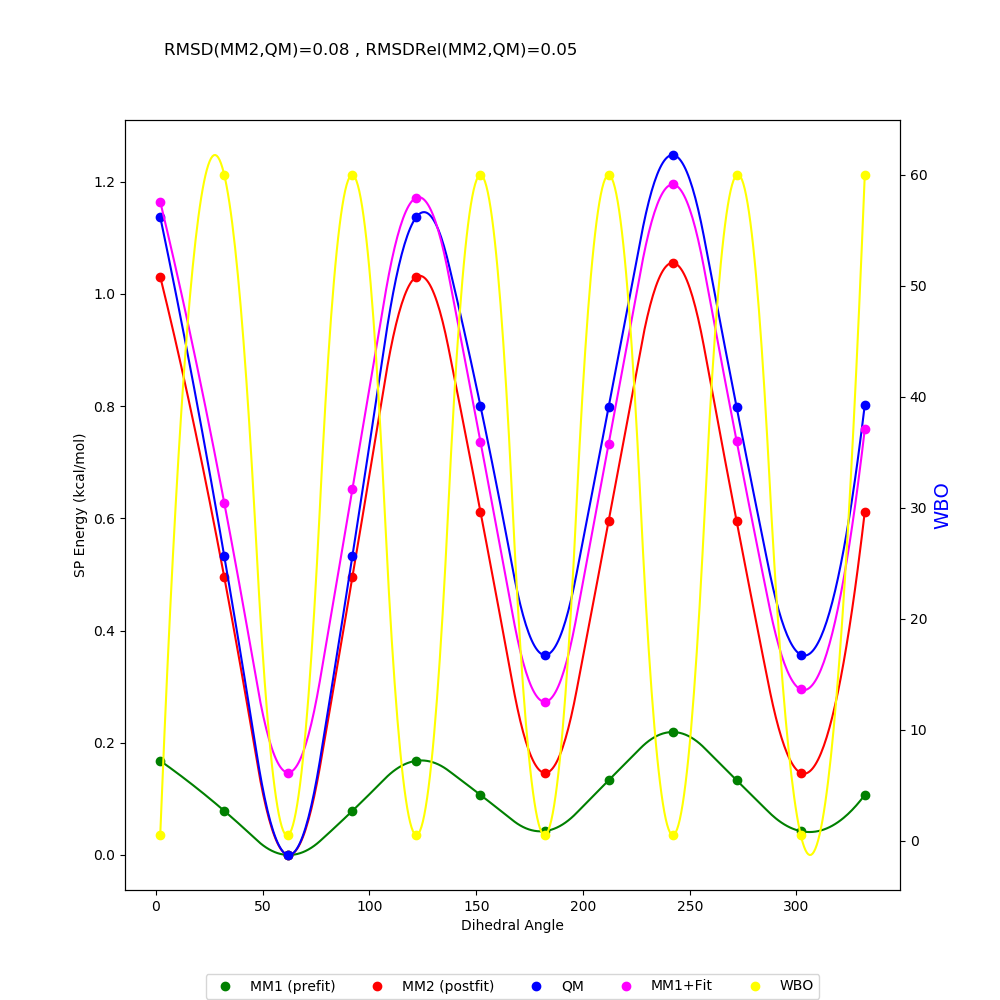 RMSD(MM2,QM)=0.08 , RMSDRel(MM2,QM)=0.05
1.2
1.0
0.8
0.6
0.4
0.2
0.0
SP Energy (kcal/mol)
60
50
40
30
20
10
0
WBO
0 50 100 150 200 250 300
Dihedral Angle
MM1 (prefit) MM2 (postfit) QM MM1+Fit WBO